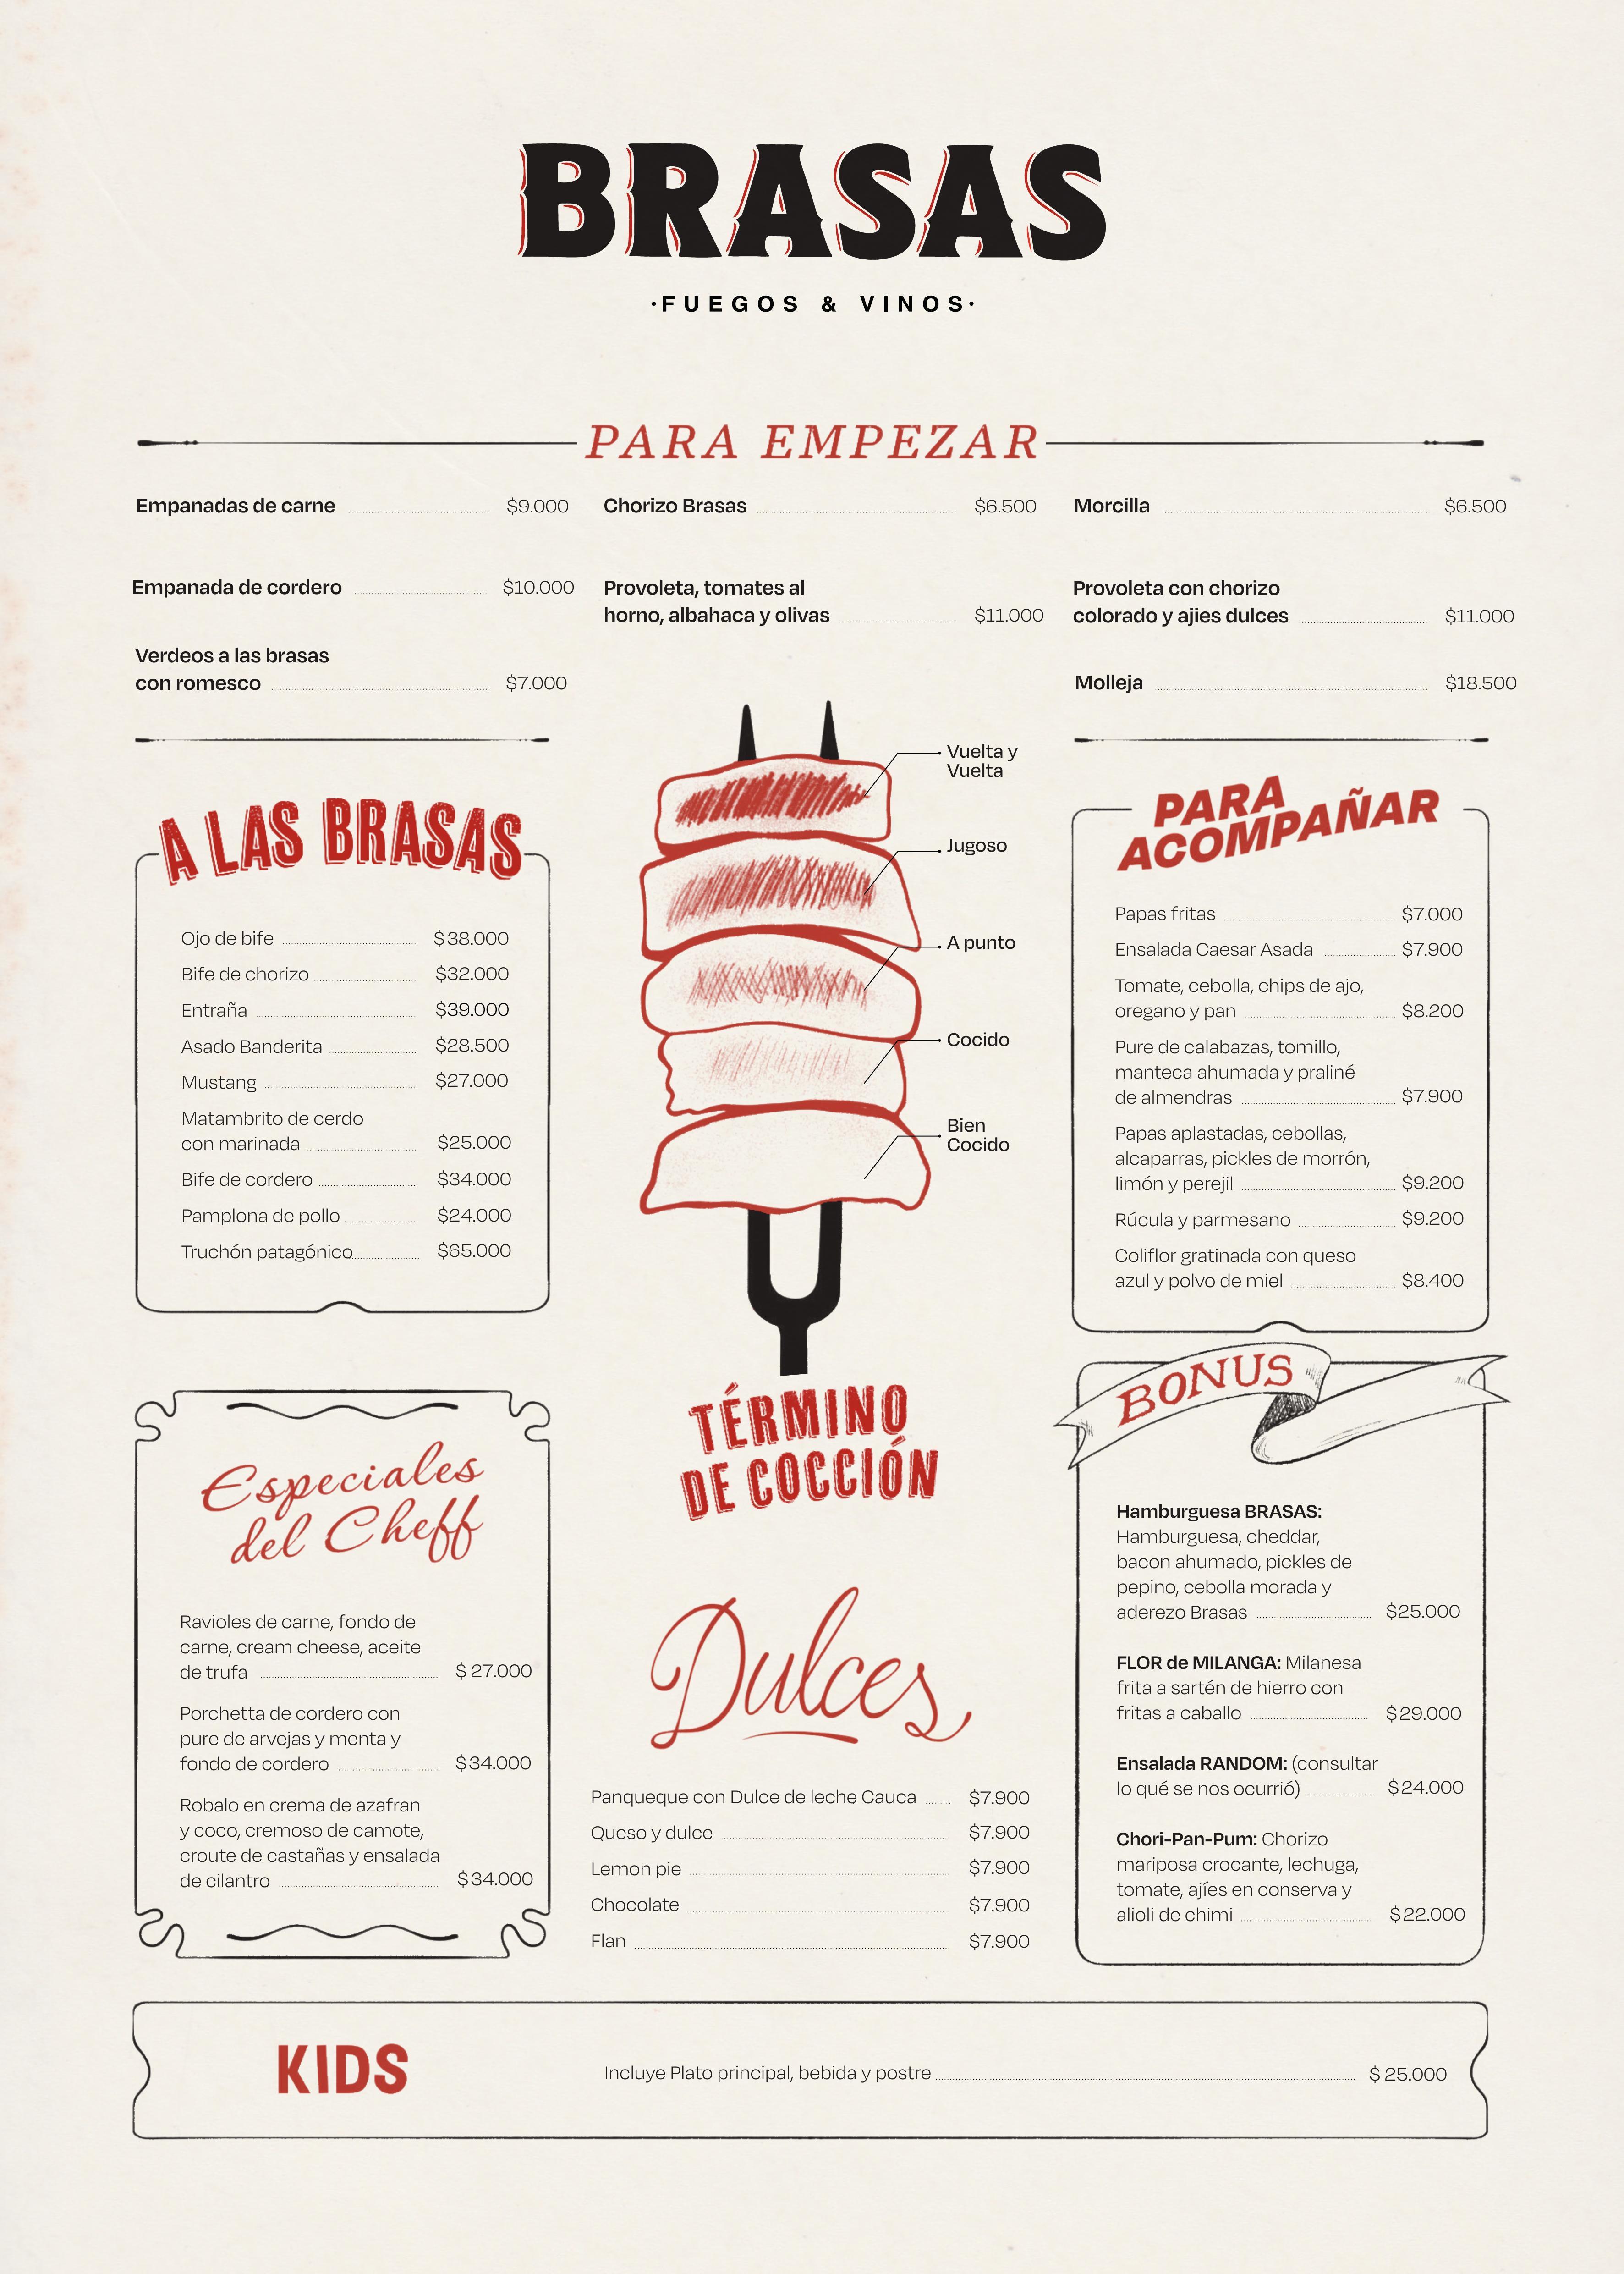 BRASAS
·FUEGOS & VINOS·
PARA EMPEZAR
Empanadas de carne $9.000
Empanada de cordero $10.000
Verdeos a las brasas
con romesco $7.000
Chorizo Brasas $6.500
Provoleta, tomates al
horno, albahaca y olivas $11.000
Morcilla $6.500
Provoleta con chorizo
colorado y ajies dulces $11.000
Molleja $18.500
A LAS BRASAS
Ojo de bife $38.000
Bife de chorizo $32.000
Entraña $39.000
Asado Banderita $28.500
Mustang $27.000
Matambrito de cerdo
con marinada $25.000
Bife de cordero $34.000
Pamplona de pollo $24.000
Truchón patagónico $65.000
Vuelta y
Vuelta
Jugoso
A punto
Cocido
Bien
Cocido
TÉRMINO
DE COCCIÓN
PARA
ACOMPAÑAR
Papas fritas $7.000
Ensalada Caesar Asada $7.900
Tomate, cebolla, chips de ajo,
oregano y pan $8.200
Pure de calabazas, tomillo,
manteca ahumada y praliné
de almendras $7.900
Papas aplastadas, cebollas,
alcaparras, pickles de morrón,
limón y perejil $9.200
Rúcula y parmesano $9.200
Coliflor gratinada con queso
azul y polvo de miel $8.400
Especiales
del Cheff
Ravioles de carne, fondo de
carne, cream cheese, aceite
de trufa $ 27.000
Porchetta de cordero con
pure de arvejas y menta y
fondo de cordero $34.000
Robalo en crema de azafran
y coco, cremoso de camote,
croute de castañas y ensalada
de cilantro $34.000
Dulces
Panqueque con Dulce de leche Cauca $7.900
Queso y dulce $7.900
Lemon pie $7.900
Chocolate $7.900
Flan $7.900
BONUS
Hamburguesa BRASAS:
Hamburguesa, cheddar,
bacon ahumado, pickles de
pepino, cebolla morada y
aderezo Brasas $25.000
FLOR de MILANGA: Milanesa
frita a sartén de hierro con
fritas a caballo $29.000
Ensalada RANDOM: (consultar
lo qué se nos ocurrió) $24.000
Chori-Pan-Pum: Chorizo
mariposa crocante, lechuga,
tomate, ajíes en conserva y
alioli de chimi $22.000
KIDS
Incluye Plato principal, bebida y postre $ 25.000